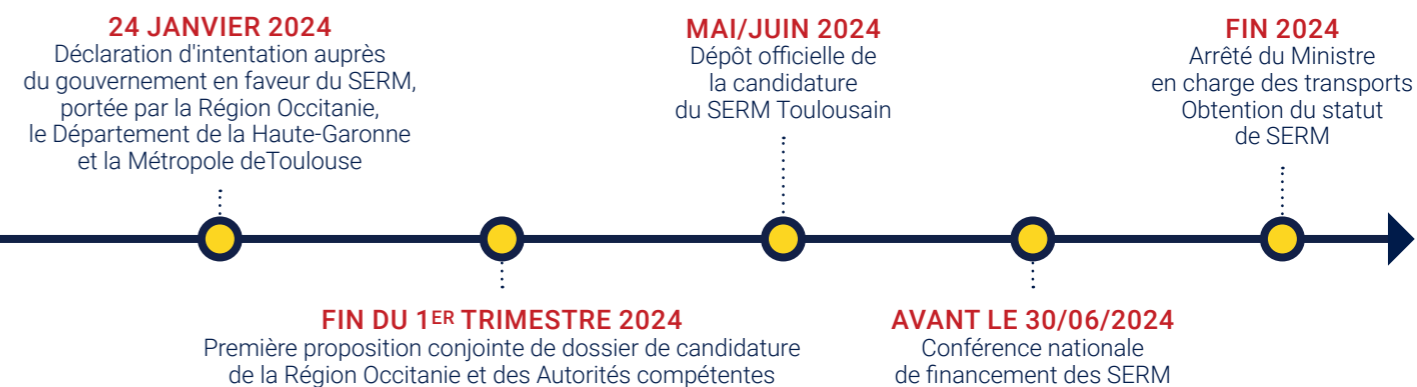 24 JANVIER 2024
Déclaration d'intentation auprès
du gouvernement en faveur du SERM,
portée par la Région Occitanie,
le Département de la Haute-Garonne
et la Métropole deToulouse
FIN DU 1ER TRIMESTRE 2024
Première proposition conjointe de dossier de candidature
de la Région Occitanie et des Autorités compétentes
MAI/JUIN 2024
Dépôt officielle de
la candidature
du SERM Toulousain
AVANT LE 30/06/2024
Conférence nationale
de financement des SERM
FIN 2024
Arrêté du Ministre
en charge des transports
Obtention du statut
de SERM